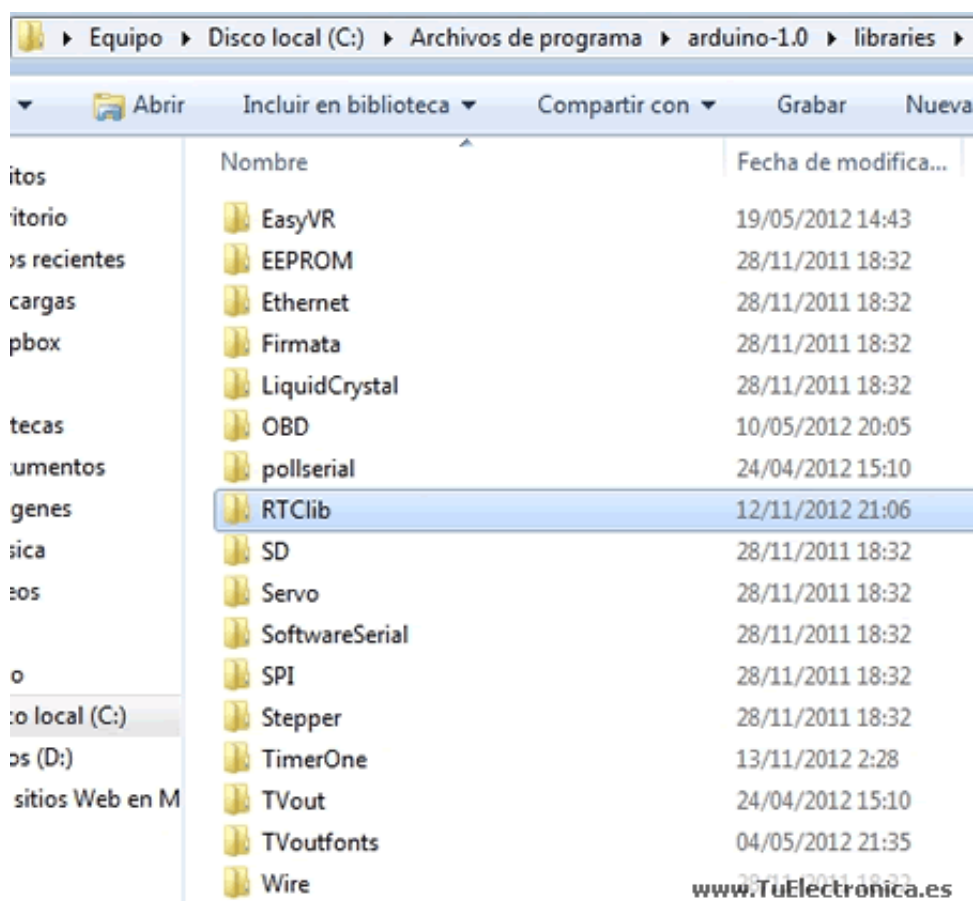 Equipo Disco local (C:) Archivos de programa arduino-1.0 libraries
Abrir Incluir en biblioteca Compartir con Grabar Nueva
Nombre Fecha de modifica...
itos
itorio
os recientes
cargas
pbox
tecas
umentos
genes
sica
eos
o
co local (C:)
os (D:)
sitios Web en M
EasyVR 19/05/2012 14:43
EEPROM 28/11/2011 18:32
Ethernet 28/11/2011 18:32
Firmata 28/11/2011 18:32
LiquidCrystal 28/11/2011 18:32
OBD 10/05/2012 20:05
pollserial 24/04/2012 15:10
RTClib 12/11/2012 21:06
SD 28/11/2011 18:32
Servo 28/11/2011 18:32
SoftwareSerial 28/11/2011 18:32
SPI 28/11/2011 18:32
Stepper 28/11/2011 18:32
TimerOne 13/11/2012 2:28
TVout 24/04/2012 15:10
TVoutfonts 04/05/2012 21:35
Wire
www.TuElectronica.es